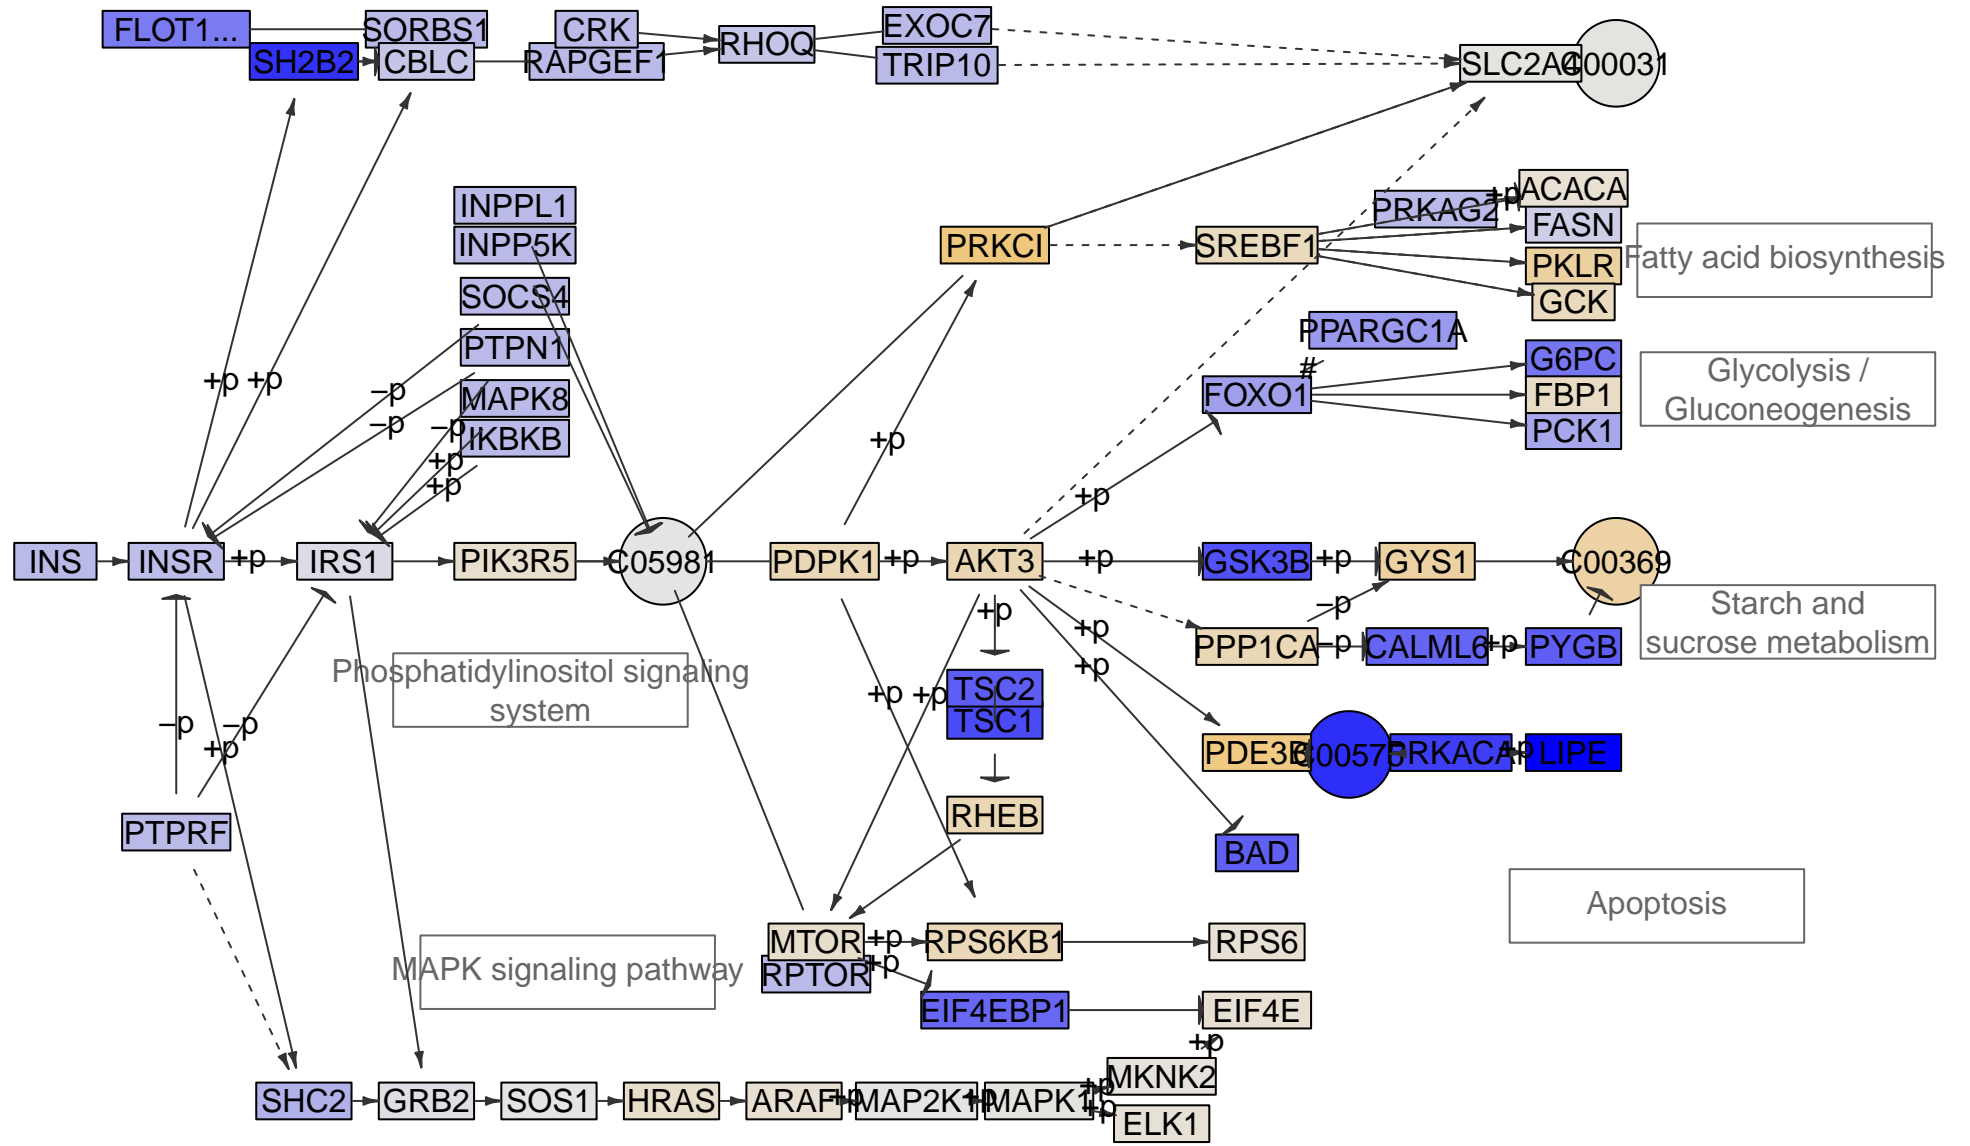 FLOT1... SORBS1 CRK EXOC7
SH2B2 CBLC RAPGEF1 RHOQ TRIP10 SLC2A4 C00031
INPPL1 PRKAG2 +p ACACA
INPP5K PRKCI SREBF1 FASN
Fatty acid biosynthesis
SOCS4 PKLR
GCK
PTPN1 PPARGC1A G6PC
# Glycolysis /
+p +p –p MAPK8 FOXO1 FBP1 Gluconeogenesis
–p –p IKBKB +p PCK1
+p
+p +p
INS INSR +p IRS1 PIK3R5 C05981 PDPK1 +p AKT3 +p GSK3B +p GYS1 C00369
+p –p Starch and
+p PPP1CA –p CALML6 +p PYGB sucrose metabolism
Phosphatidylinositol signaling +p
system +p +p TSC2
–p –p TSC1
+p PDE3B C00575 PRKACA +p LIPE
PTPRF RHEB
BAD
Apoptosis
MTOR +p RPS6KB1 RPS6
MAPK signaling pathway RPTOR +p
EIF4EBP1 EIF4E
+p
MKNK2
SHC2 GRB2 SOS1 HRAS ARAF +p MAP2K1 +p MAPK1 +p
+p
ELK1